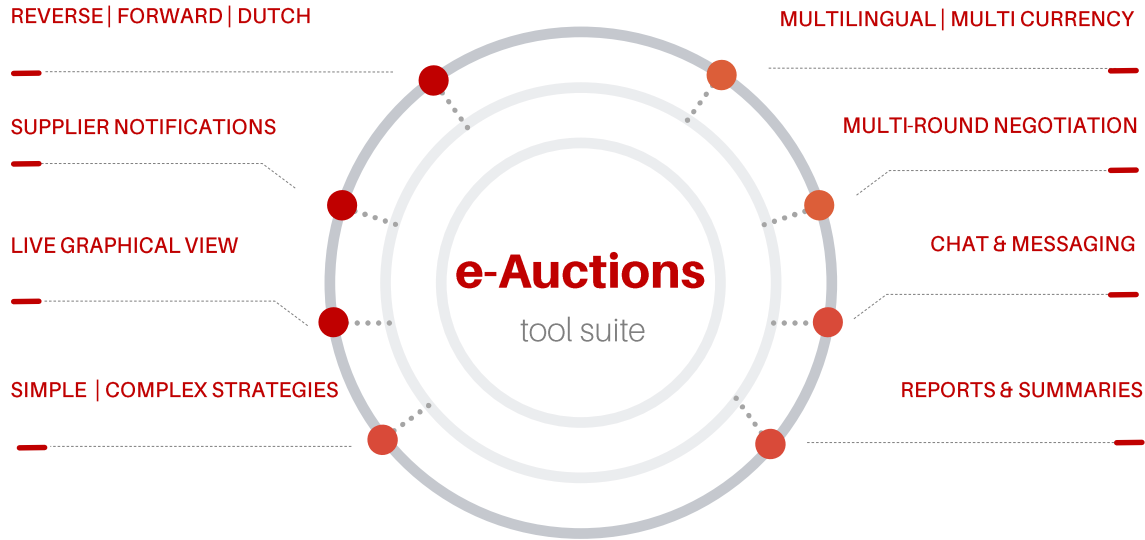 REVERSE | FORWARD | DUTCH
SUPPLIER NOTIFICATIONS
LIVE GRAPHICAL VIEW
SIMPLE | COMPLEX STRATEGIES
e-Auctions
tool suite
MULTILINGUAL | MULTI CURRENCY
MULTI-ROUND NEGOTIATION
CHAT & MESSAGING
REPORTS & SUMMARIES